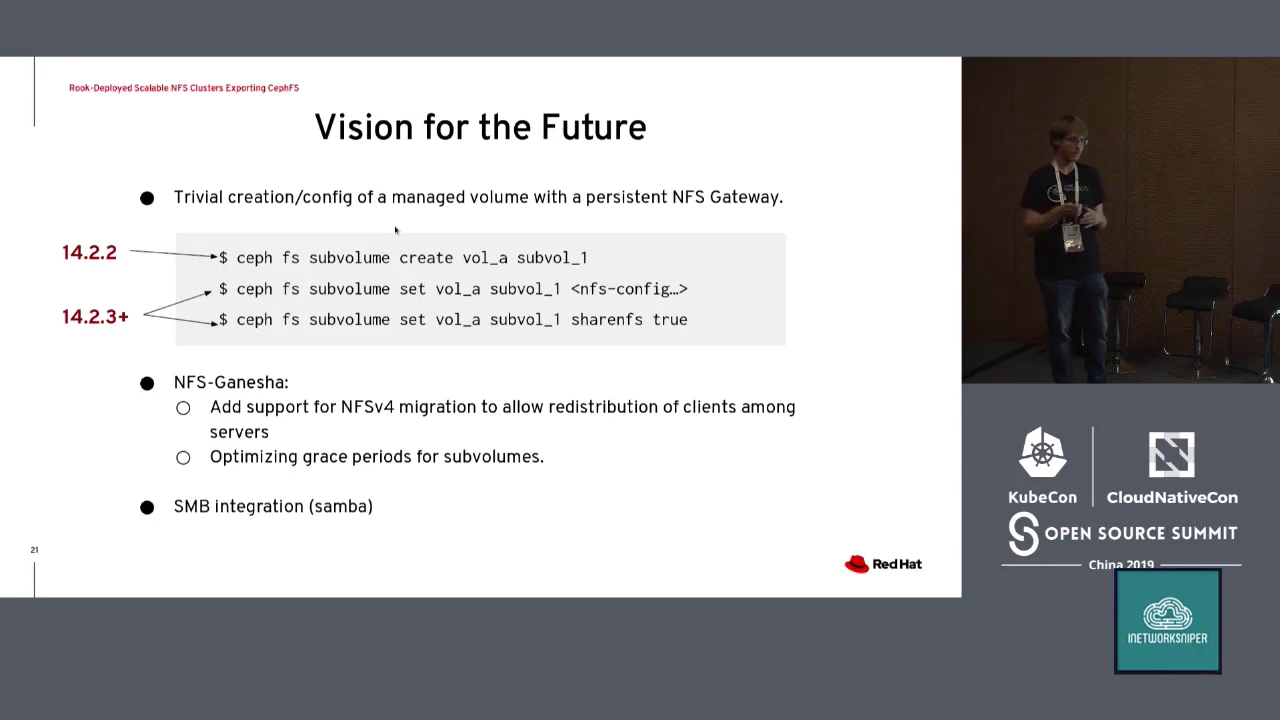 Rook-Deployed Scalable NFS Clusters Exporting CephFS
Vision for the Future
● Trivial creation/config of a managed volume with a persistent NFS Gateway.
14.2.2
$ ceph fs subvolume create vol_a subvol_1
$ ceph fs subvolume set vol_a subvol_1 <nfs-config…>
14.2.3+
$ ceph fs subvolume set vol_a subvol_1 sharenfs true
● NFS-Ganesha:
○ Add support for NFSv4 migration to allow redistribution of clients among
servers
○ Optimizing grace periods for subvolumes.
● SMB integration (samba)
21
Red Hat
KubeCon
CloudNativeCon
OPEN SOURCE SUMMIT
China 2019
INETWORKSNIPER